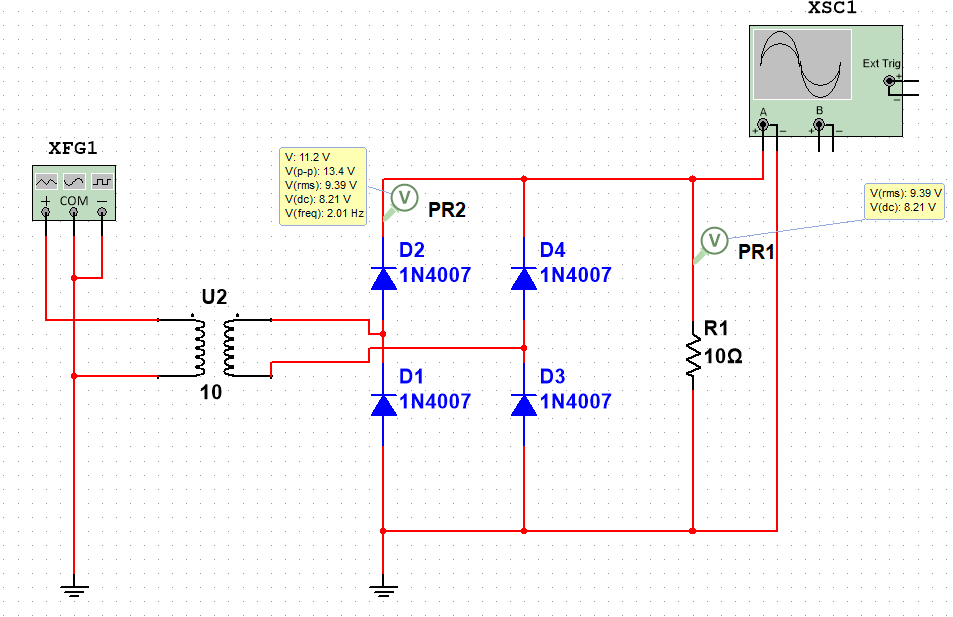 XSC1
Ext Trig
+
−
A
B
+
−
+
−
XFG1
+
COM
−
V: 11.2 V
V(p-p): 13.4 V
V(rms): 9.39 V
V(dc): 8.21 V
V(freq): 2.01 Hz
V
PR2
V(rms): 9.39 V
V(dc): 8.21 V
V
PR1
D2
1N4007
D4
1N4007
U2
10
R1
10Ω
D1
1N4007
D3
1N4007